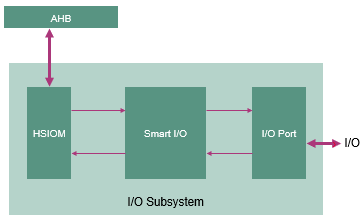 AHB
HSIOM
Smart I/O
I/O Port
I/O
I/O Subsystem